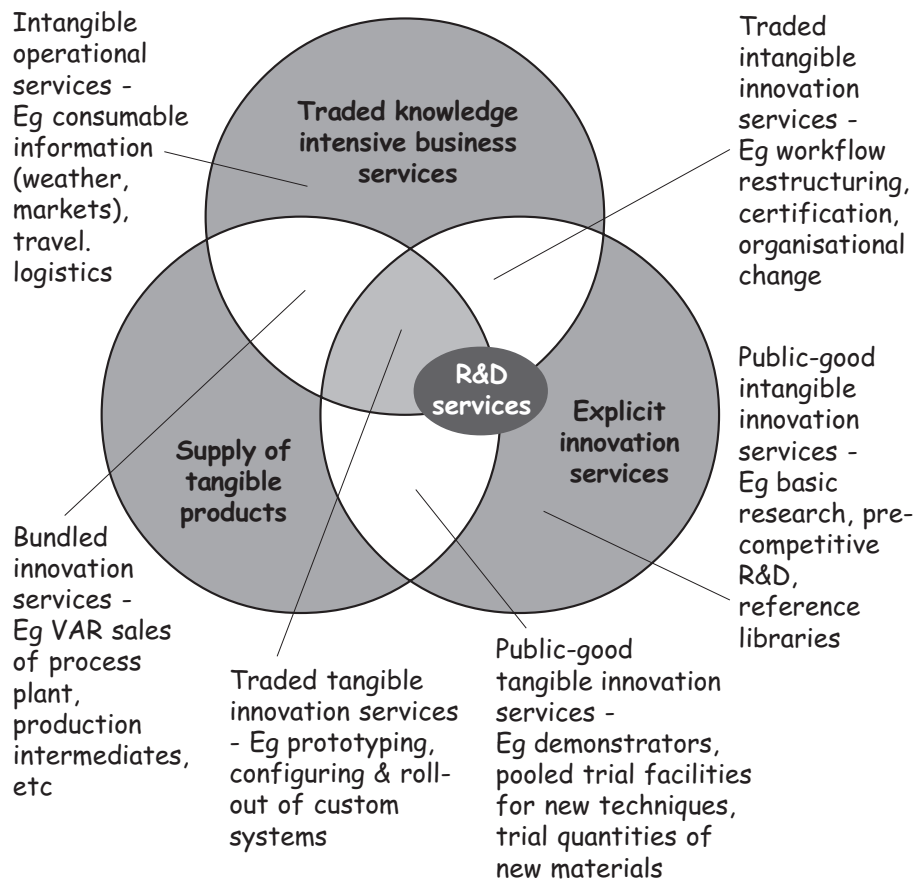 Intangible
operational
services -
Eg consumable
information
(weather,
markets),
travel.
logistics
Traded knowledge
intensive business
services
Traded
intangible
innovation
services -
Eg workflow
restructuring,
certification,
organisational
change
R&D
services
Explicit
innovation
services
Supply of
tangible
products
Public-good
intangible
innovation
services -
Eg basic
research, pre-
competitive
R&D,
reference
libraries
Bundled
innovation
services -
Eg VAR sales
of process
plant,
production
intermediates,
etc
Traded tangible
innovation services
- Eg prototyping,
configuring & roll-
out of custom
systems
Public-good
tangible innovation
services -
Eg demonstrators,
pooled trial facilities
for new techniques,
trial quantities of
new materials